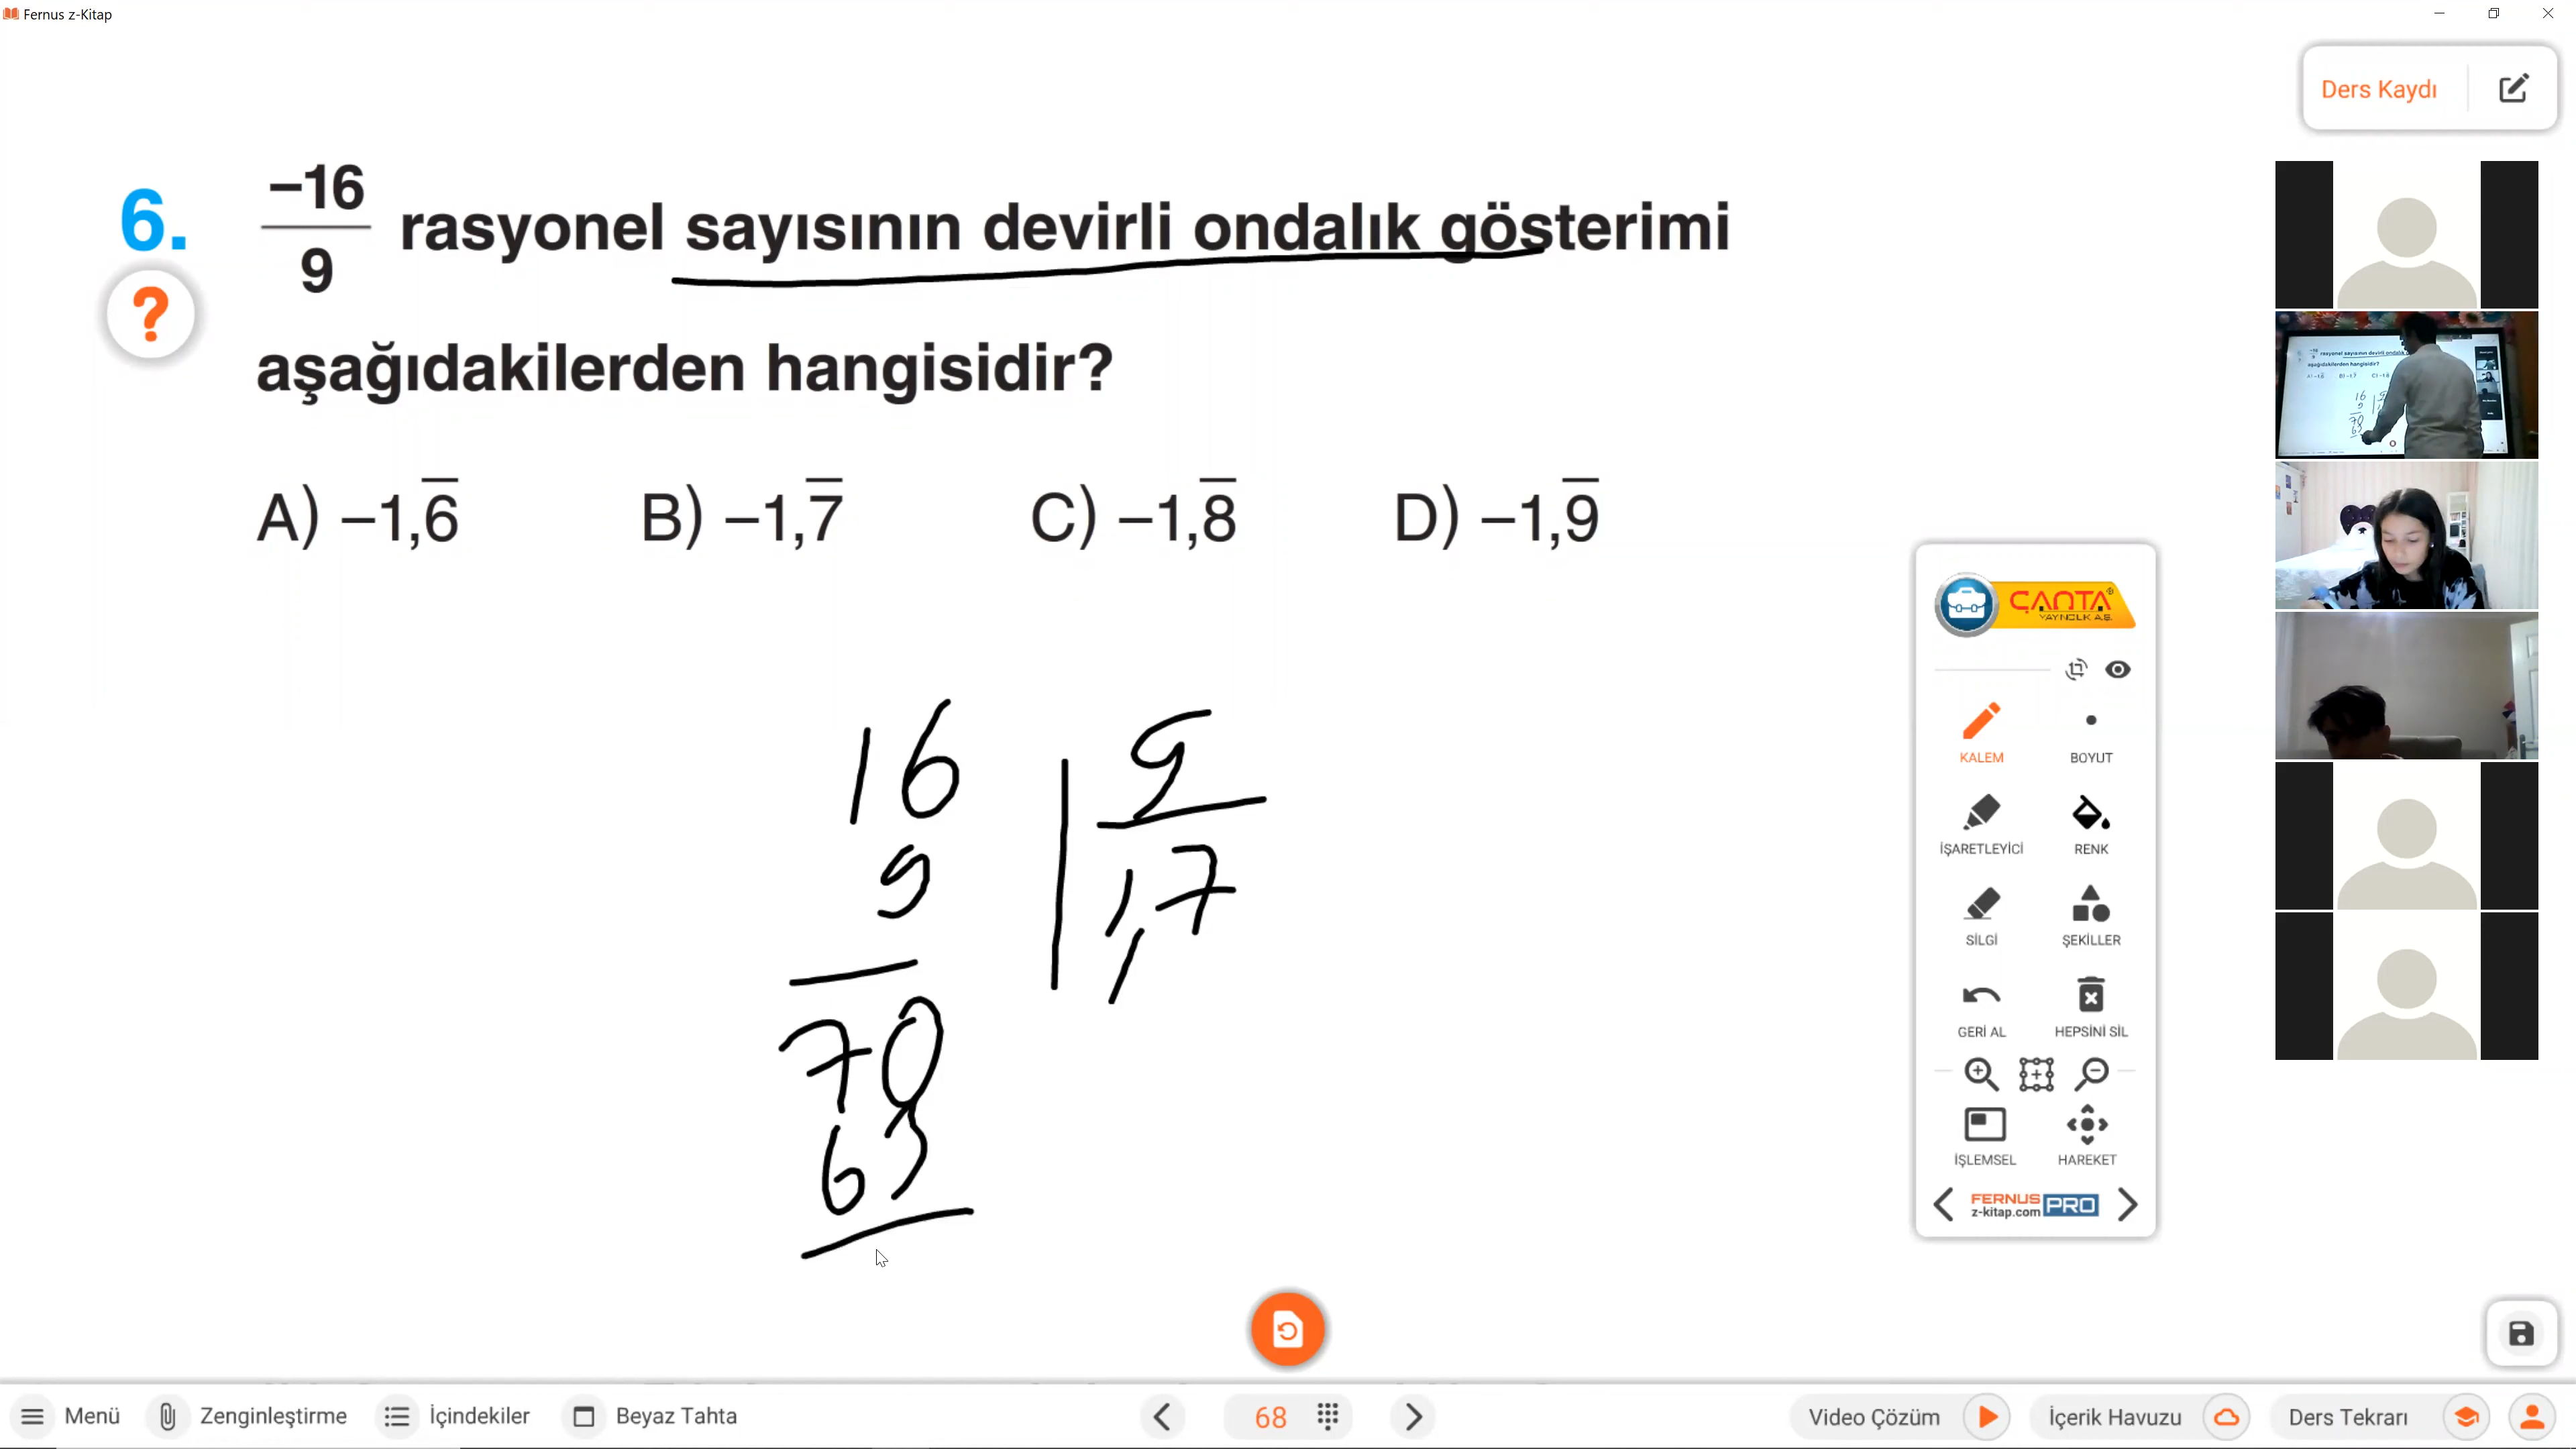 Fernus z-Kitap
Ders Kaydı
6. –16/9 rasyonel sayısının devirli ondalık gösterimi
?
aşağıdakilerden hangisidir?
A) –1,6̅ B) –1,7̅ C) –1,8̅ D) –1,9̅
16 9
9 1,7
70
63
ÇANTA
YAYINCILIK A.Ş.
KALEM BOYUT
İŞARETLEYİCİ RENK
SİLGİ ŞEKİLLER
GERİ AL HEPSİNİ SİL
İŞLEMSEL HAREKET
FERNUS PRO
z-kitap.com
Menü Zenginleştirme İçindekiler Beyaz Tahta 68 Video Çözüm İçerik Havuzu Ders Tekrarı